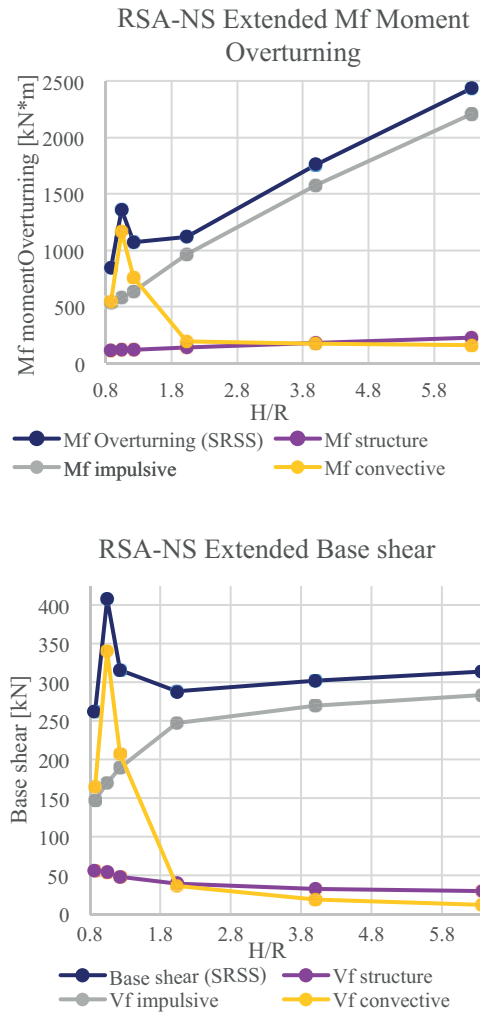 RSA-NS Extended Mf Moment
Overturning
Mf momentOverturning [kN*m]
2500
2000
1500
1000
500
0
0.8 1.8 2.8 3.8 4.8 5.8
H/R
Mf Overturning (SRSS) Mf structure
Mf impulsive Mf convective
RSA-NS Extended Base shear
Base shear [kN]
400
350
300
250
200
150
100
50
0
0.8 1.8 2.8 3.8 4.8 5.8
H/R
Base shear (SRSS) Vf structure
Vf impulsive Vf convective